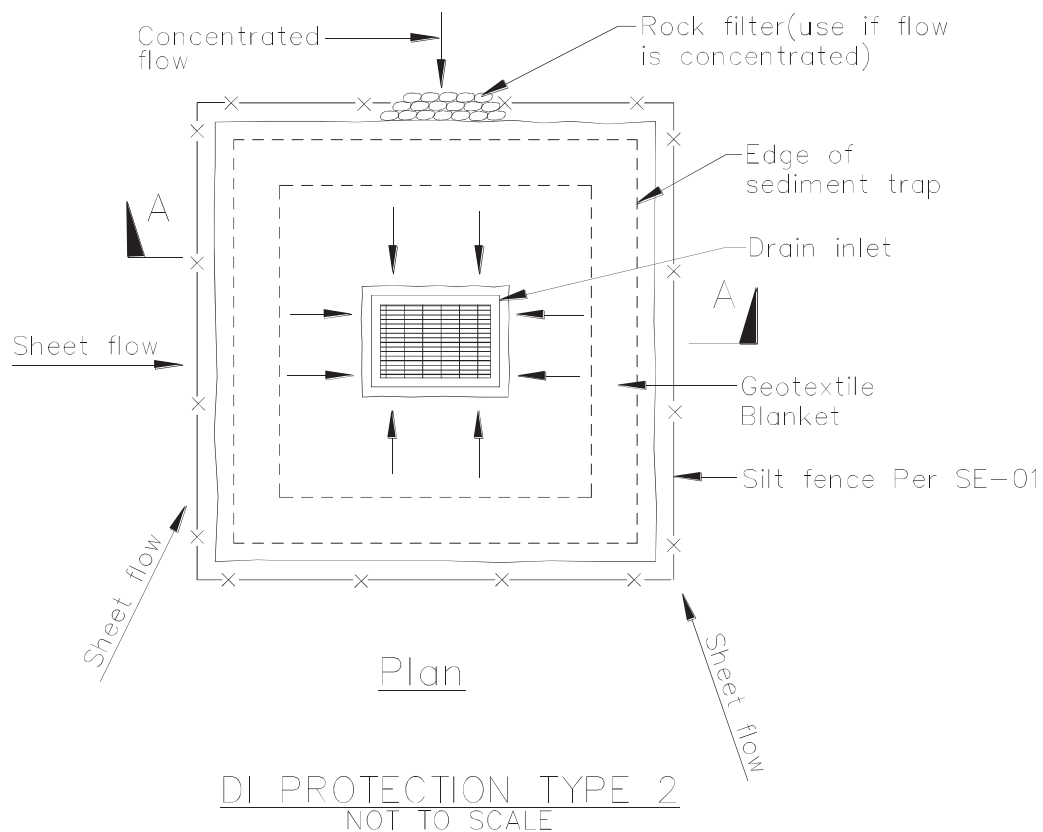 Concentrated
flow
Rock filter(use if flow
is concentrated)
Edge of
sediment trap
A
Drain inlet
A
Sheet flow
Geotextile
Blanket
Silt fence Per SE-01
Sheet flow
Sheet flow
Plan
DI PROTECTION TYPE 2
NOT TO SCALE